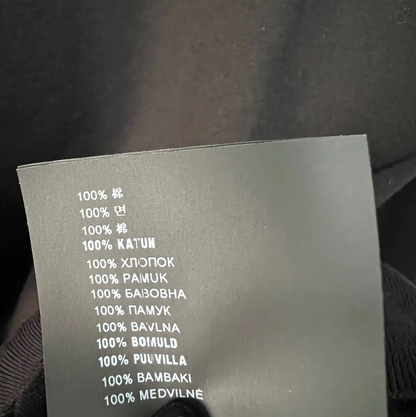 100% 棉
100% 면
100% 棉
100% KATUN
100% ХЛОПОК
100% PAMUK
100% БАВОВНА
100% ПАМУК
100% BAVLNA
100% BOMULD
100% PUUVILLA
100% BAMBAKI
100% MEDVILNĖ